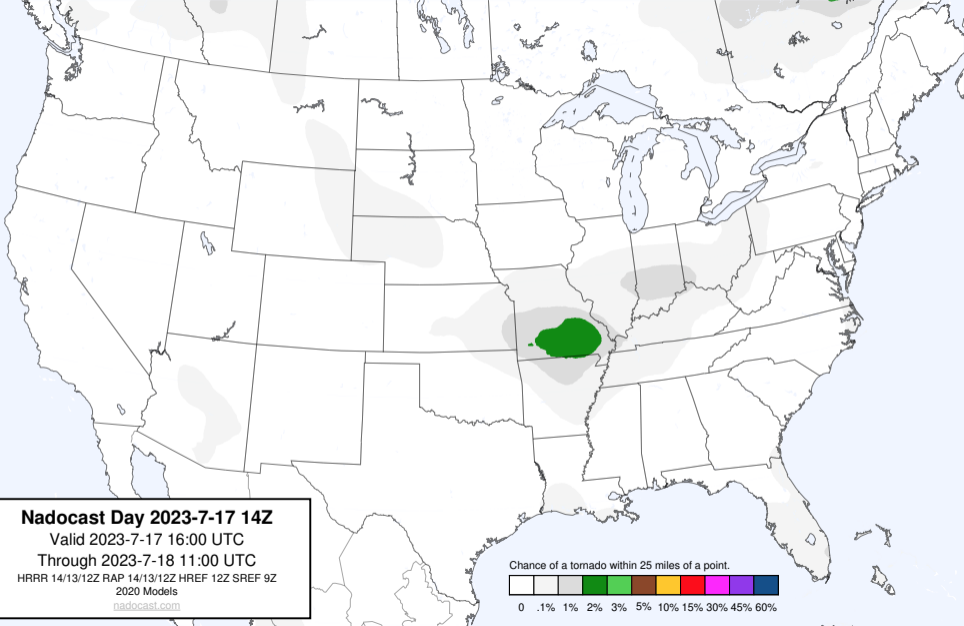 Nadocast Day 2023-7-17 14Z
Valid 2023-7-17 16:00 UTC
Through 2023-7-18 11:00 UTC
HRRR 14/13/12Z RAP 14/13/12Z HREF 12Z SREF 9Z
2020 Models
nadocast.com
Chance of a tornado within 25 miles of a point.
0 .1% 1% 2% 3% 5% 10% 15% 30% 45% 60%